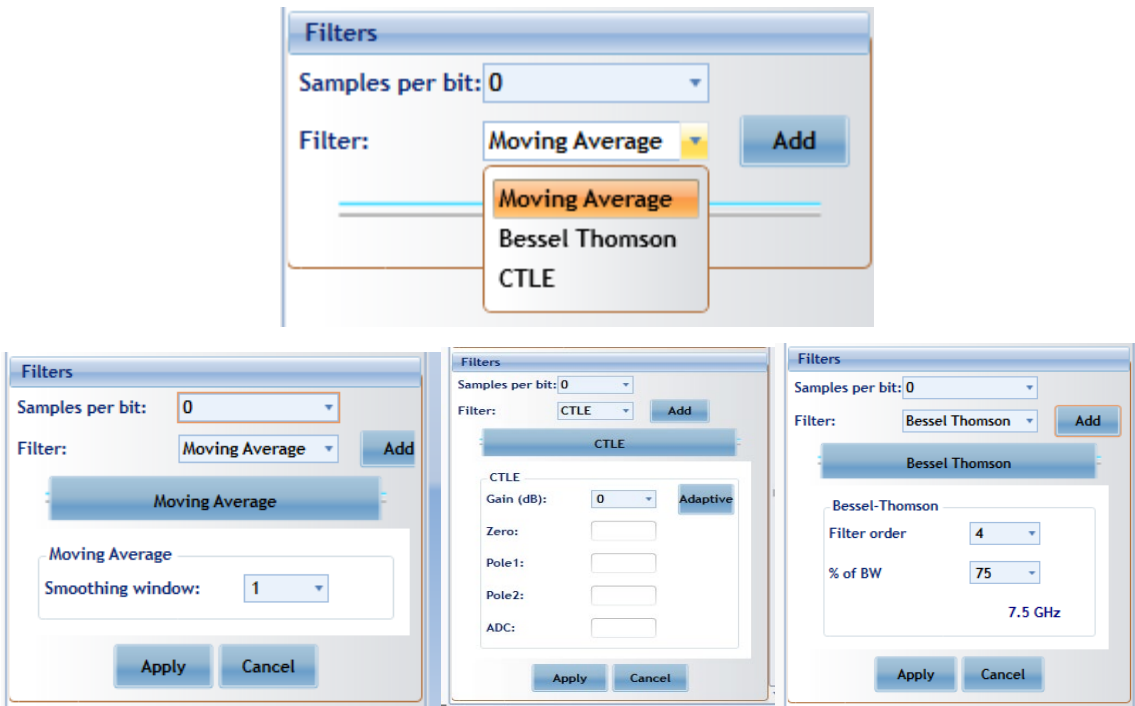 Filters
Samples per bit: 0
Filter: Moving Average Add
Moving Average
Bessel Thomson
CTLE
Filters
Samples per bit: 0
Filter: Moving Average Add
Moving Average
Moving Average
Smoothing window: 1
Apply Cancel
Filters
Samples per bit: 0
Filter: CTLE Add
CTLE
CTLE
Gain (dB): 0 Adaptive
Zero:
Pole1:
Pole2:
ADC:
Apply Cancel
Filters
Samples per bit: 0
Filter: Bessel Thomson Add
Bessel Thomson
Bessel-Thomson
Filter order 4
% of BW 75
7.5 GHz
Apply Cancel